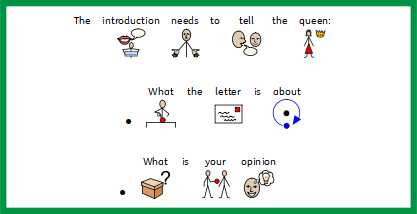 The introduction needs to tell the queen:
What the letter is about
What is your opinion